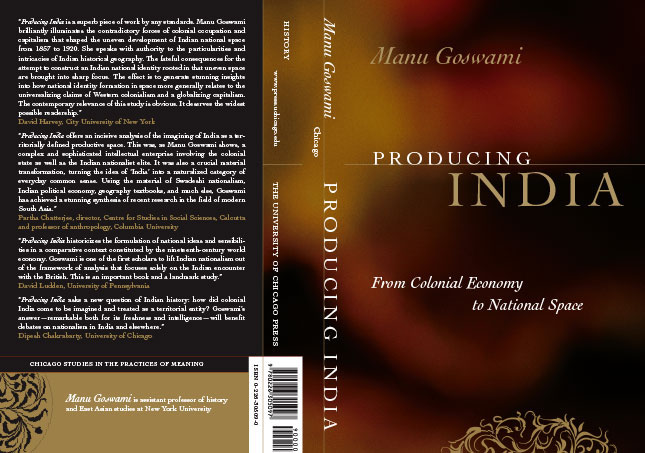 "Producing India is a superb piece of work by any standards. Manu Goswami
brilliantly illuminates the contradictory forces of colonial occupation and
capitalism that shaped the uneven development of Indian national space
from 1857 to 1920. She speaks with authority to the particularities and
intricacies of Indian historical geography. The fateful consequences for the
attempt to construct an Indian national identity rooted in that uneven space
are brought into sharp focus. The effect is to generate stunning insights
into how national identity formation in space more generally relates to the
universalizing claims of Western colonialism and a globalizing capitalism.
The contemporary relevance of this study is obvious. It deserves the widest
possible readership."
David Harvey, City University of New York
"Producing India offers an incisive analysis of the imagining of India as a ter-
ritorially defined productive space. This was, as Manu Goswami shows, a
complex and sophisticated intellectual enterprise involving the colonial
state as well as the Indian nationalist elite. It was also a crucial material
transformation, turning the idea of 'India' into a naturalized category of
everyday common sense. Using the material of Swadeshi nationalism,
Indian political economy, geography textbooks, and much else, Goswami
has achieved a stunning synthesis of recent research in the field of modern
South Asia."
Partha Chatterjee, director, Centre for Studies in Social Sciences, Calcutta
and professor of anthropology, Columbia University
"Producing India historicizes the formulation of national ideas and sensibili-
ties in a comparative context constituted by the nineteenth-century world
economy. Goswami is one of the first scholars to lift Indian nationalism out
of the framework of analysis that focuses solely on the Indian encounter
with the British. This is an important book and a landmark study."
David Ludden, University of Pennsylvania
"Producing India asks a new question of Indian history: how did colonial
India come to be imagined and treated as a territorial entity? Goswami's
answer—remarkable both for its freshness and intelligence—will benefit
debates on nationalism in India and elsewhere."
Dipesh Chakrabarty, University of Chicago
CHICAGO STUDIES IN THE PRACTICES OF MEANING
Manu Goswami is assistant professor of history
and East Asian studies at New York University
HISTORY
www.press.uchicago.edu
THE UNIVERSITY OF CHICAGO PRESS
ISBN 0-226-30509-0
9780226305097
90000
Manu Goswami
Chicago
PRODUCING INDIA
Manu Goswami
PRODUCING
INDIA
From Colonial Economy
to National Space